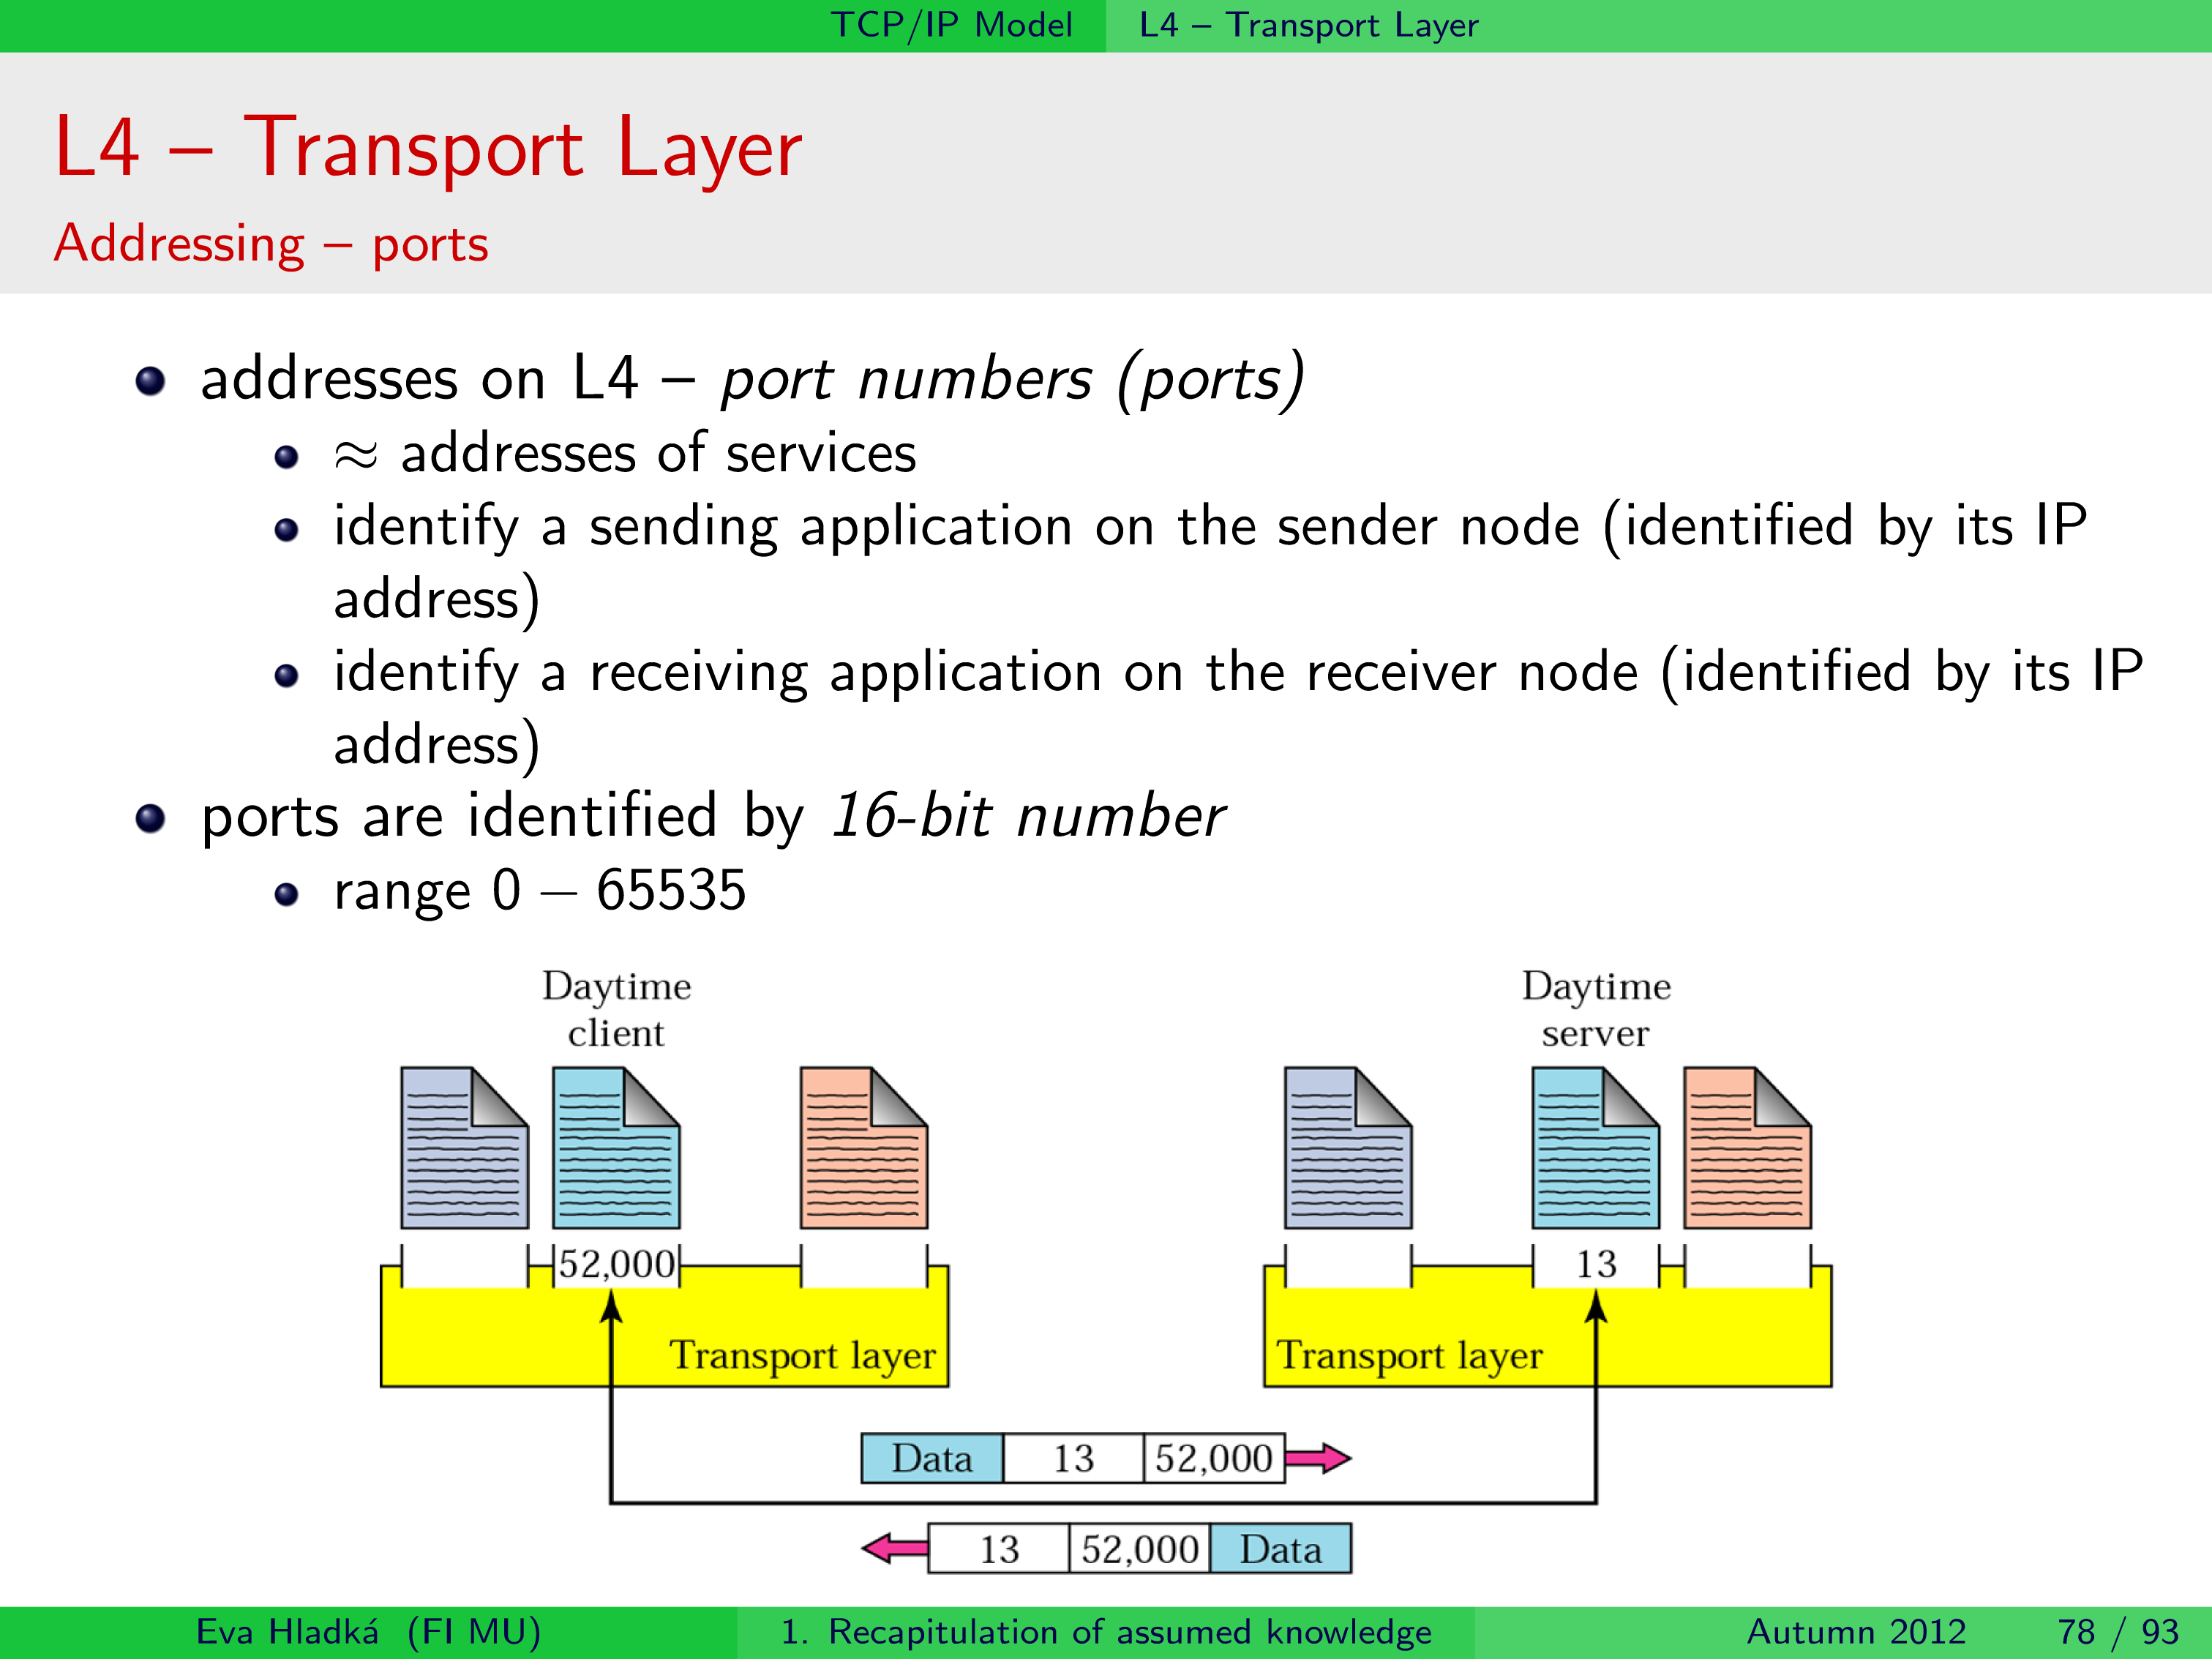 TCP/IP Model L4 – Transport Layer
L4 – Transport Layer
Addressing – ports
addresses on L4 – port numbers (ports)
≈ addresses of services
identify a sending application on the sender node (identified by its IP
address)
identify a receiving application on the receiver node (identified by its IP
address)
ports are identified by 16-bit number
range 0 – 65535
Daytime
client
Daytime
server
52,000
13
Transport layer
Transport layer
Data 13 52,000
13 52,000 Data
Eva Hladká (FI MU) 1. Recapitulation of assumed knowledge Autumn 2012 78 / 93